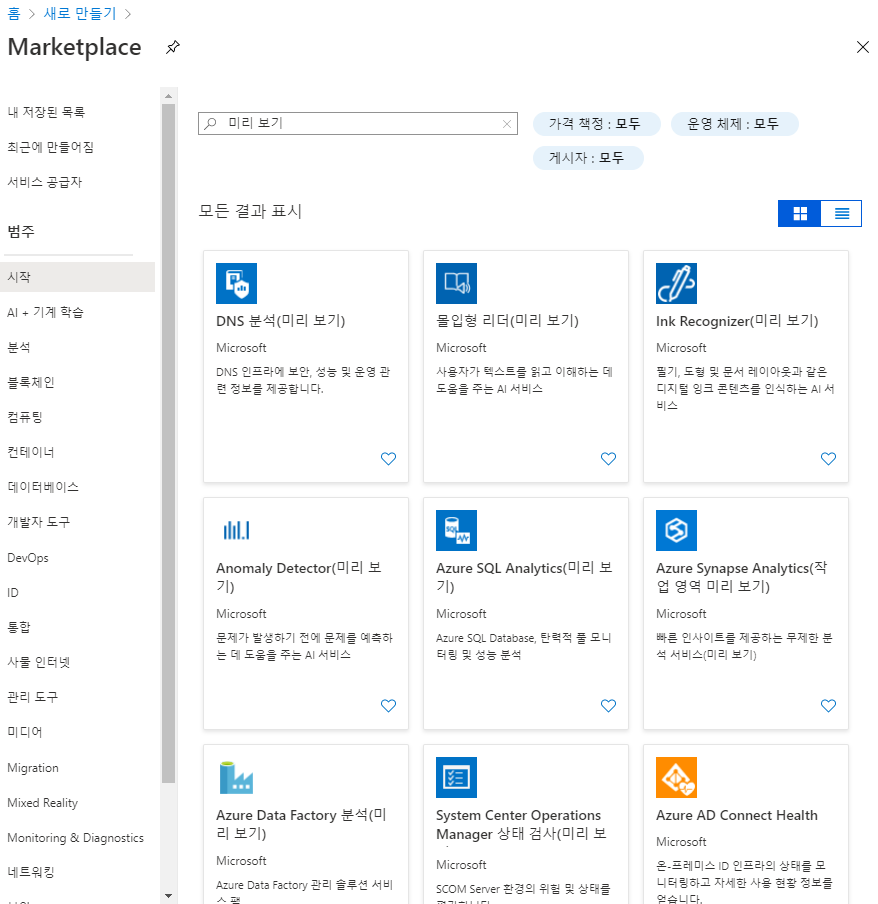 홈 > 새로 만들기 >
Marketplace
내 저장된 목록
최근에 만들어짐
서비스 공급자
범주
시작
AI + 기계 학습
분석
블록체인
컴퓨팅
컨테이너
데이터베이스
개발자 도구
DevOps
ID
통합
사물 인터넷
관리 도구
미디어
Migration
Mixed Reality
Monitoring & Diagnostics
네트워킹
미리 보기
가격 책정 : 모두
운영 체제 : 모두
게시자 : 모두
모든 결과 표시
DNS 분석(미리 보기)
Microsoft
DNS 인프라에 보안, 성능 및 운영 관
련 정보를 제공합니다.
몰입형 리더(미리 보기)
Microsoft
사용자가 텍스트를 읽고 이해하는 데
도움을 주는 AI 서비스
Ink Recognizer(미리 보기)
Microsoft
필기, 도형 및 문서 레이아웃과 같은
디지털 잉크 콘텐츠를 인식하는 AI 서
비스
Anomaly Detector(미리 보
기)
Microsoft
문제가 발생하기 전에 문제를 예측하
는 데 도움을 주는 AI 서비스
SQL
Azure SQL Analytics(미리 보
기)
Microsoft
Azure SQL Database, 탄력적 풀 모니
터링 및 성능 분석
Azure Synapse Analytics(작
업 영역 미리 보기)
Microsoft
빠른 인사이트를 제공하는 무제한 분
석 서비스(미리 보기)
Azure Data Factory 분석(미
리 보기)
Microsoft
Azure Data Factory 관리 솔루션 서비
스 팩
System Center Operations
Manager 상태 검사(미리 보
Microsoft
SCOM Server 환경의 위험 및 상태를
Azure AD Connect Health
Microsoft
온-프레미스 ID 인프라의 상태를 모
니터링하고 자세한 사용 현황 정보를
얻습니다.